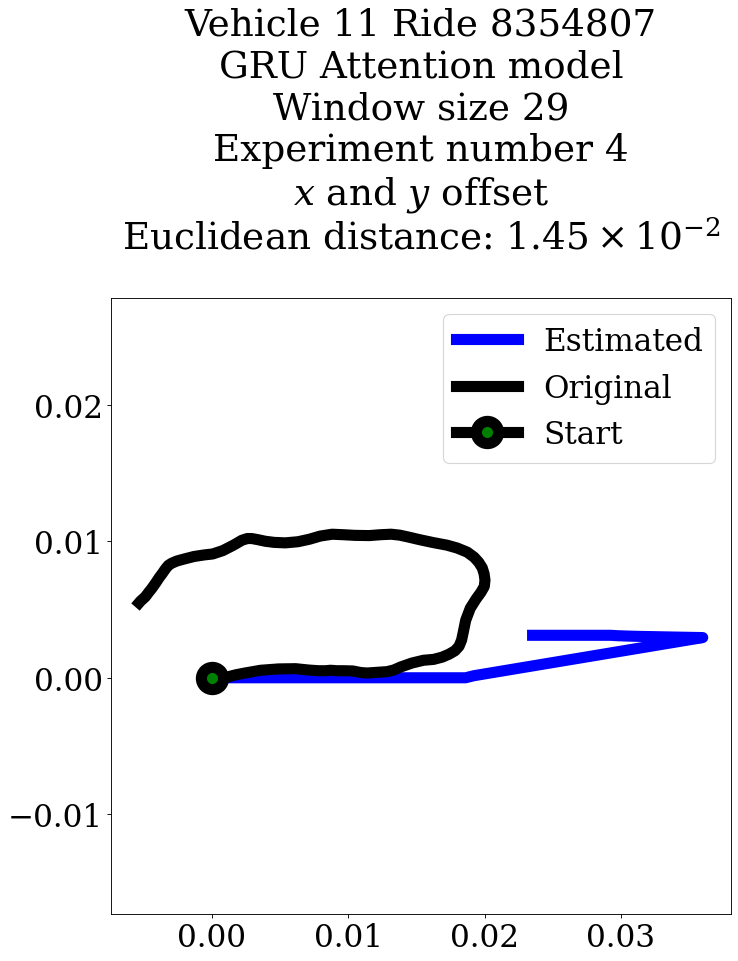 Vehicle 11 Ride 8354807
GRU Attention model
Window size 29
Experiment number 4
x and y offset
Euclidean distance: 1.45 × 10⁻²
Estimated
Original
Start
0.02
0.01
0.00
−0.01
0.00 0.01 0.02 0.03